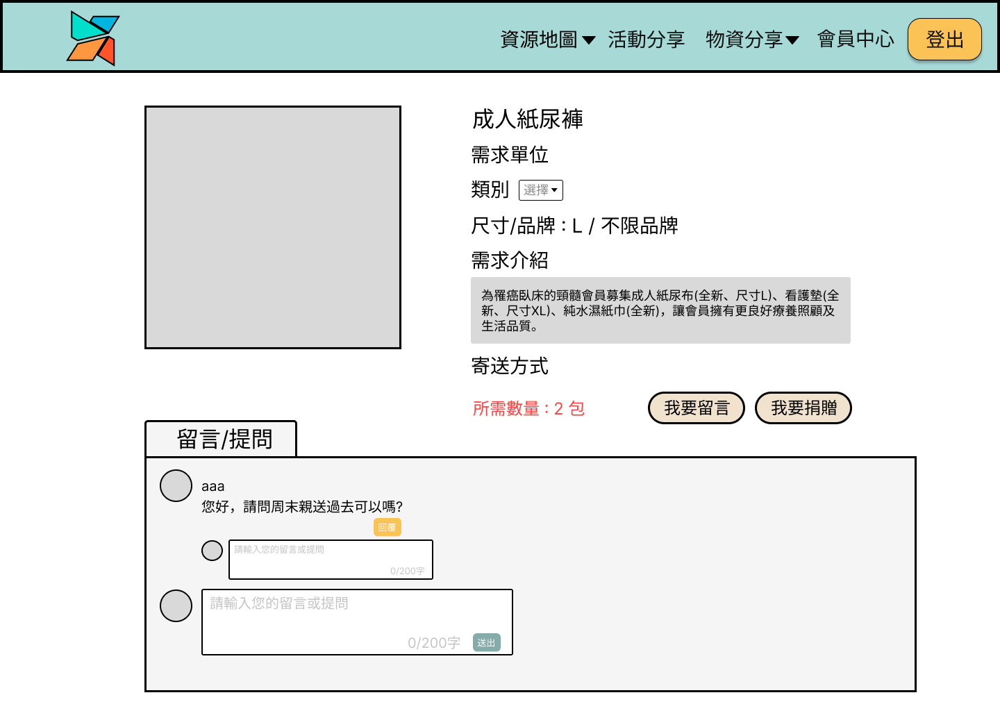 資源地圖 活動分享 物資分享 會員中心 登出
成人紙尿褲
需求單位
類別 選擇
尺寸/品牌 : L / 不限品牌
需求介紹
為罹癌臥床的頸髓會員募集成人紙尿布(全新、尺寸L)、看護墊(全
新、尺寸XL)、純水濕紙巾(全新)，讓會員擁有更良好療養照顧及
生活品質。
寄送方式
所需數量 : 2 包 我要留言 我要捐贈
留言/提問
aaa
您好，請問周末親送過去可以嗎?
回覆
請輸入您的留言或提問
0/200字
請輸入您的留言或提問
0/200字 送出